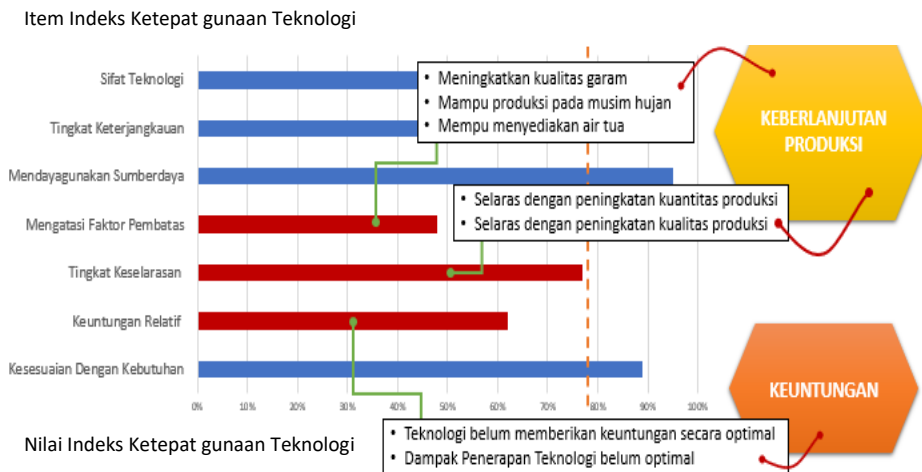 Item Indeks Ketepat gunaan Teknologi
Sifat Teknologi
• Meningkatkan kualitas garam
• Mampu produksi pada musim hujan
• Mempu menyediakan air tua
KEBERLANJUTAN
PRODUKSI
Tingkat Keterjangkauan
Mendayagunakan Sumberdaya
• Selaras dengan peningkatan kuantitas produksi
• Selaras dengan peningkatan kualitas produksi
Mengatasi Faktor Pembatas
Tingkat Keselarasan
Keuntungan Relatif
Kesesuaian Dengan Kebutuhan
KEUNTUNGAN
0% 10% 20% 30% 40% 50% 60% 70% 80% 90% 100%
Nilai Indeks Ketepat gunaan Teknologi
• Teknologi belum memberikan keuntungan secara optimal
• Dampak Penerapan Teknologi belum optimal